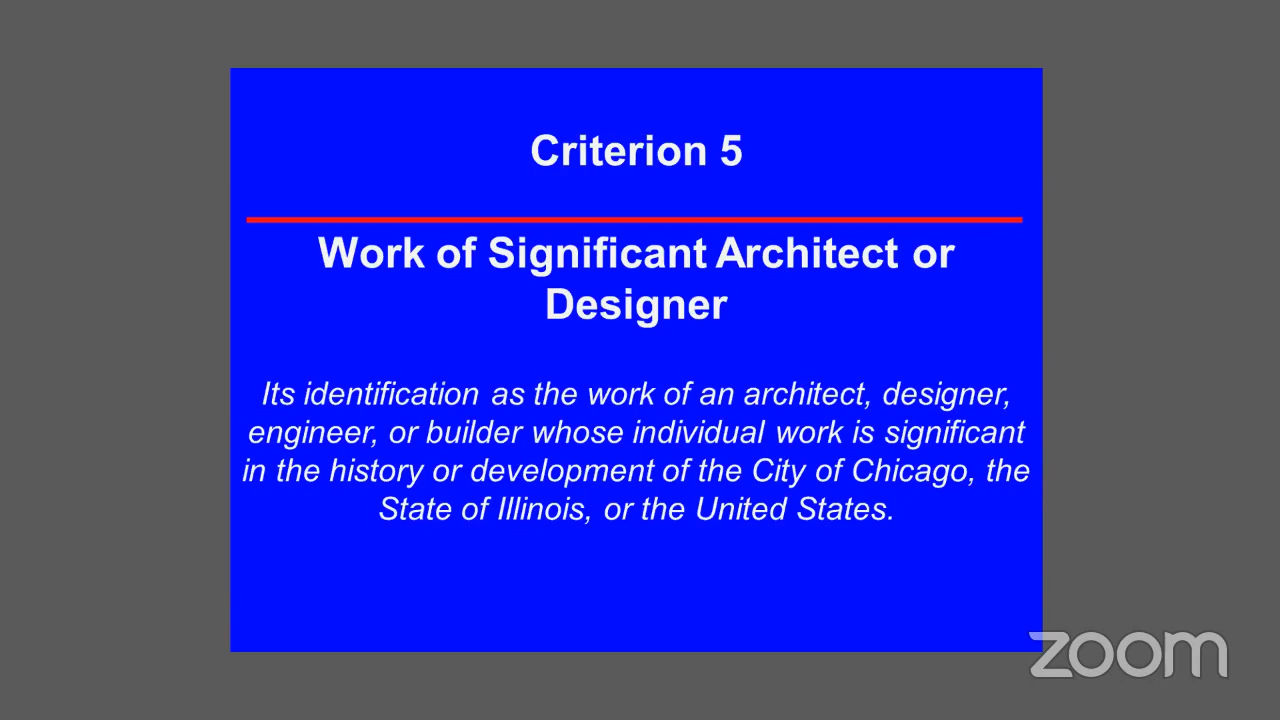 Criterion 5
Work of Significant Architect or
Designer
Its identification as the work of an architect, designer,
engineer, or builder whose individual work is significant
in the history or development of the City of Chicago, the
State of Illinois, or the United States.
zoom